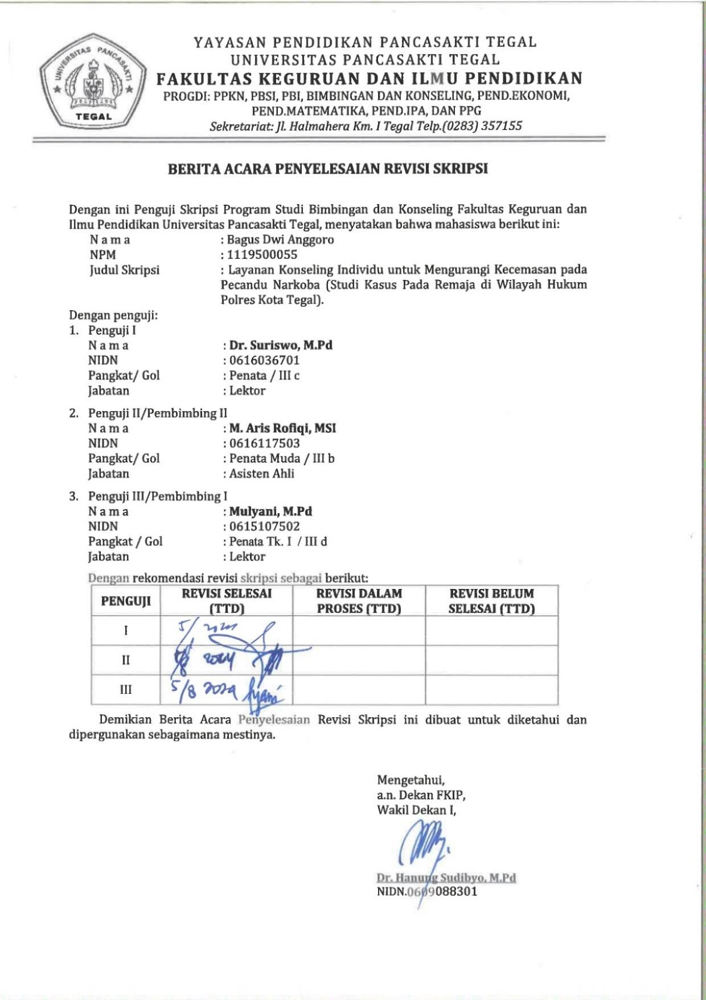 UNIVERSITAS PANCASAKTI
TEGAL
YAYASAN PENDIDIKAN PANCASAKTI TEGAL
UNIVERSITAS PANCASAKTI TEGAL
FAKULTAS KEGURUAN DAN ILMU PENDIDIKAN
PROGDI: PPKN, PBSI, PBI, BIMBINGAN DAN KONSELING, PEND.EKONOMI,
PEND.MATEMATIKA, PEND.IPA, DAN PPG
Sekretariat: Jl. Halmahera Km. I Tegal Telp.(0283) 357155
BERITA ACARA PENYELESAIAN REVISI SKRIPSI
Dengan ini Penguji Skripsi Program Studi Bimbingan dan Konseling Fakultas Keguruan dan
Ilmu Pendidikan Universitas Pancasakti Tegal, menyatakan bahwa mahasiswa berikut ini:
N a m a : Bagus Dwi Anggoro
NPM : 1119500055
Judul Skripsi : Layanan Konseling Individu untuk Mengurangi Kecemasan pada
Pecandu Narkoba (Studi Kasus Pada Remaja di Wilayah Hukum
Polres Kota Tegal).
Dengan penguji:
1. Penguji I
N a m a : Dr. Suriswo, M.Pd
NIDN : 0616036701
Pangkat/ Gol : Penata / III c
Jabatan : Lektor
2. Penguji II/Pembimbing II
N a m a : M. Aris Rofiqi, MSI
NIDN : 0616117503
Pangkat/ Gol : Penata Muda / III b
Jabatan : Asisten Ahli
3. Penguji III/Pembimbing I
N a m a : Mulyani, M.Pd
NIDN : 0615107502
Pangkat / Gol : Penata Tk. I / III d
Jabatan : Lektor
Dengan rekomendasi revisi skripsi sebagai berikut:
PENGUJI REVISI SELESAI (TTD) REVISI DALAM PROSES (TTD) REVISI BELUM SELESAI (TTD)
I
II 2024
III 5/8 2024
Demikian Berita Acara Penyelesaian Revisi Skripsi ini dibuat untuk diketahui dan
dipergunakan sebagaimana mestinya.
Mengetahui,
a.n. Dekan FKIP,
Wakil Dekan I,
Dr. Hanung Sudibyo, M.Pd
NIDN.0609088301